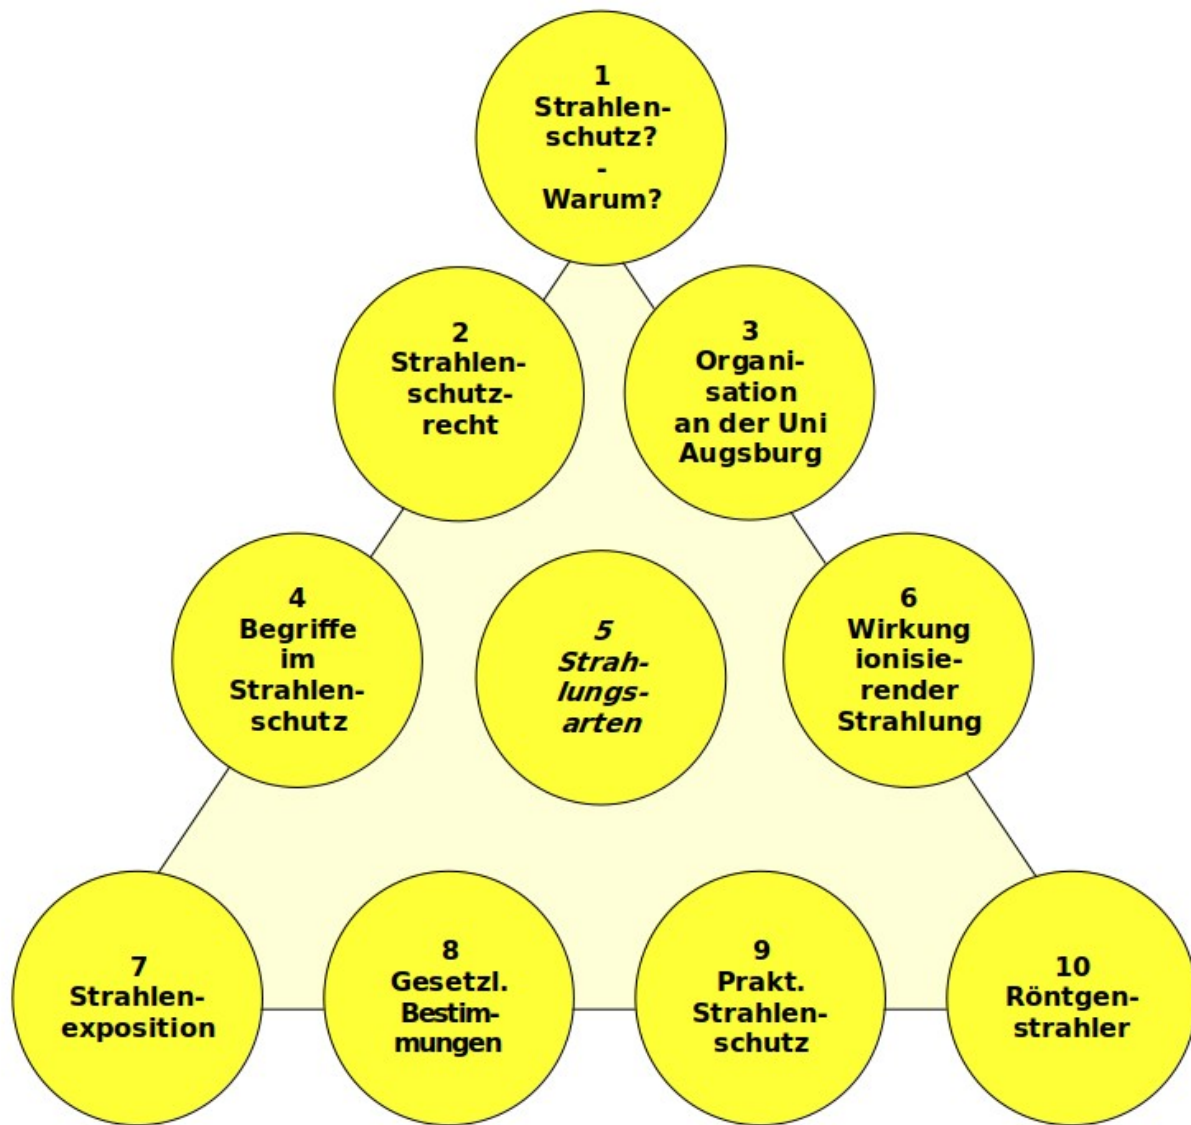 1
Strahlen-
schutz?
-
Warum?
2
Strahlen-
schutz-
recht
3
Organi-
sation
an der Uni
Augsburg
4
Begriffe
im
Strahlen-
schutz
5
Strah-
lungs-
arten
6
Wirkung
ionisie-
render
Strahlung
7
Strahlen-
exposition
8
Gesetzl.
Bestim-
mungen
9
Prakt.
Strahlen-
schutz
10
Röntgen-
strahler